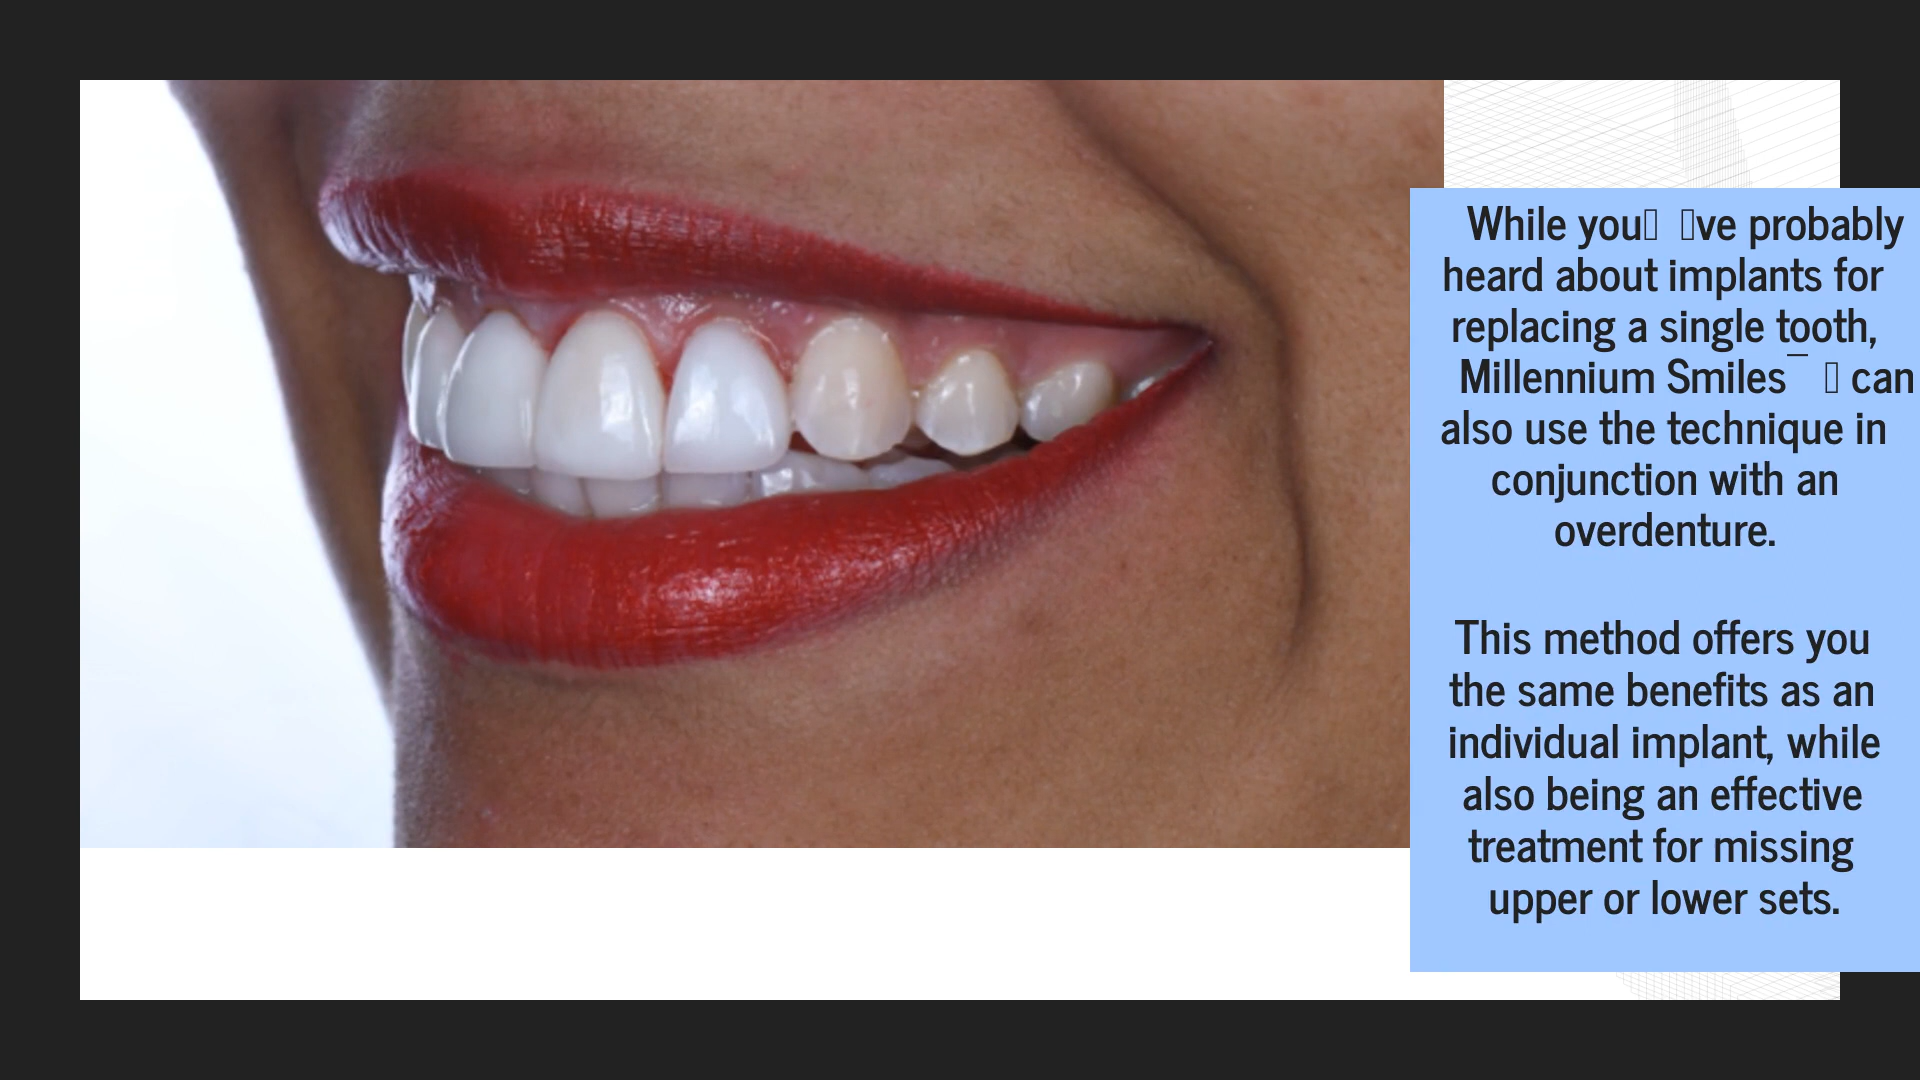 While you▯ ▯ve probably
heard about implants for
replacing a single tooth,
Millennium Smiles¯ ▯ can
also use the technique in
conjunction with an
overdenture.
This method offers you
the same benefits as an
individual implant, while
also being an effective
treatment for missing
upper or lower sets.